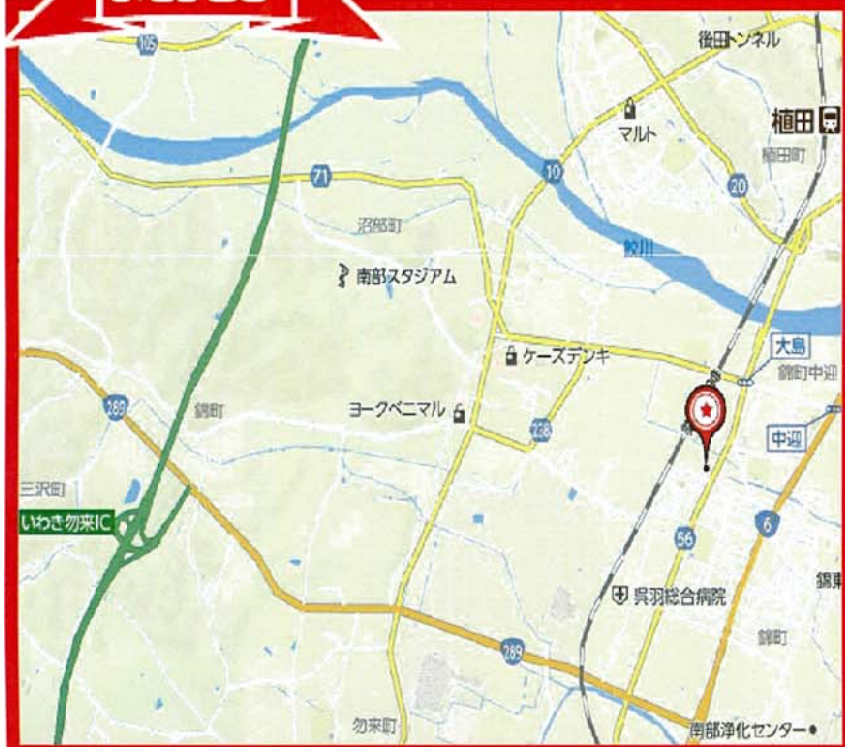 105
後田トンネル
マルト
植田
植田町
71
10
20
沼部町
鮫川
南部スタジアム
大島
ケーズデンキ
錦町中迎
289
錦町
ヨークベニマル
238
中迎
三沢町
いわき勿来IC
56
6
呉羽総合病院
錦東
錦町
289
勿来町
南部浄化センター